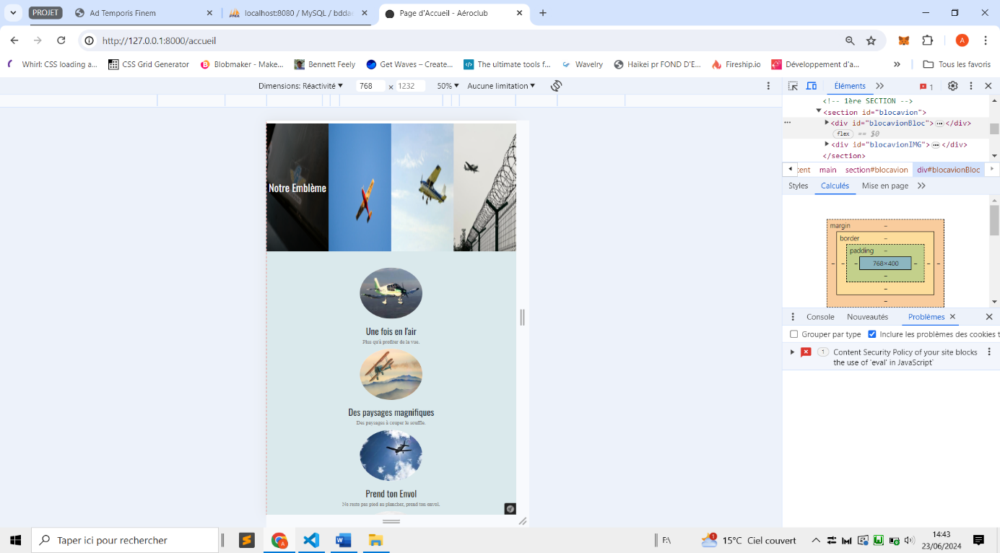 PROJET
Ad Temporis Finem
localhost:8080 / MySQL / bddac
Page d'Accueil - Aéroclub
http://127.0.0.1:8000/accueil
A
Whirl: CSS loading a...
CSS Grid Generator
Blobmaker - Make...
Bennett Feely
Get Waves – Create...
The ultimate tools f...
Wavelry
Haikei pr FOND D'E...
Fireship.io
Développement d'a...
Tous les favoris
Dimensions: Réactivité
768 x 1232
50%
Aucune limitation
Éléments
1
<!-- 1ère SECTION -->
<section id="blocavion">
<div id="blocavionBloc"> … </div>
flex == $0
<div id="blocavionIMG"> … </div>
</section>
main section#blocavion div#blocavionBloc
Styles Calculés Mise en page
margin
border
padding
768×400
Console Nouveautés Problèmes
Grouper par type Inclure les problèmes des cookies t
1 Content Security Policy of your site blocks
the use of `eval` in JavaScript`
Notre Emblème
Une fois en l'air
Plus qu'à profiter de la vue.
Des paysages magnifiques
Des paysages à couper le souffle.
Prend ton Envol
Ne reste pas pied au plancher, prend ton envol.
Taper ici pour rechercher
F:\
1
15°C Ciel couvert
14:43
23/06/2024